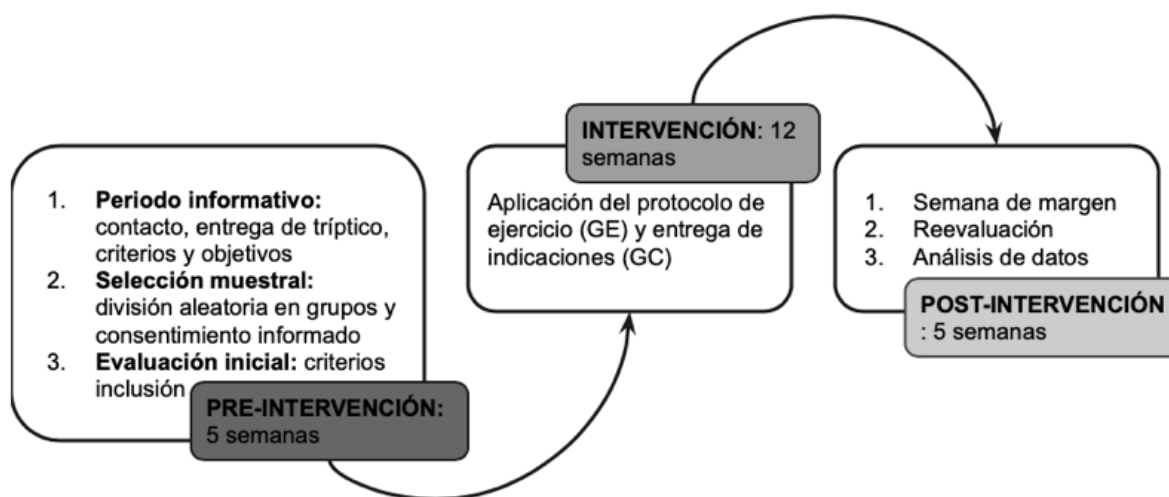 1. Periodo informativo:
contacto, entrega de tríptico,
criterios y objetivos
2. Selección muestral:
división aleatoria en grupos y
consentimiento informado
3. Evaluación inicial: criterios
inclusión
PRE-INTERVENCIÓN:
5 semanas
INTERVENCIÓN: 12
semanas
Aplicación del protocolo de
ejercicio (GE) y entrega de
indicaciones (GC)
1. Semana de margen
2. Reevaluación
3. Análisis de datos
POST-INTERVENCIÓN
: 5 semanas